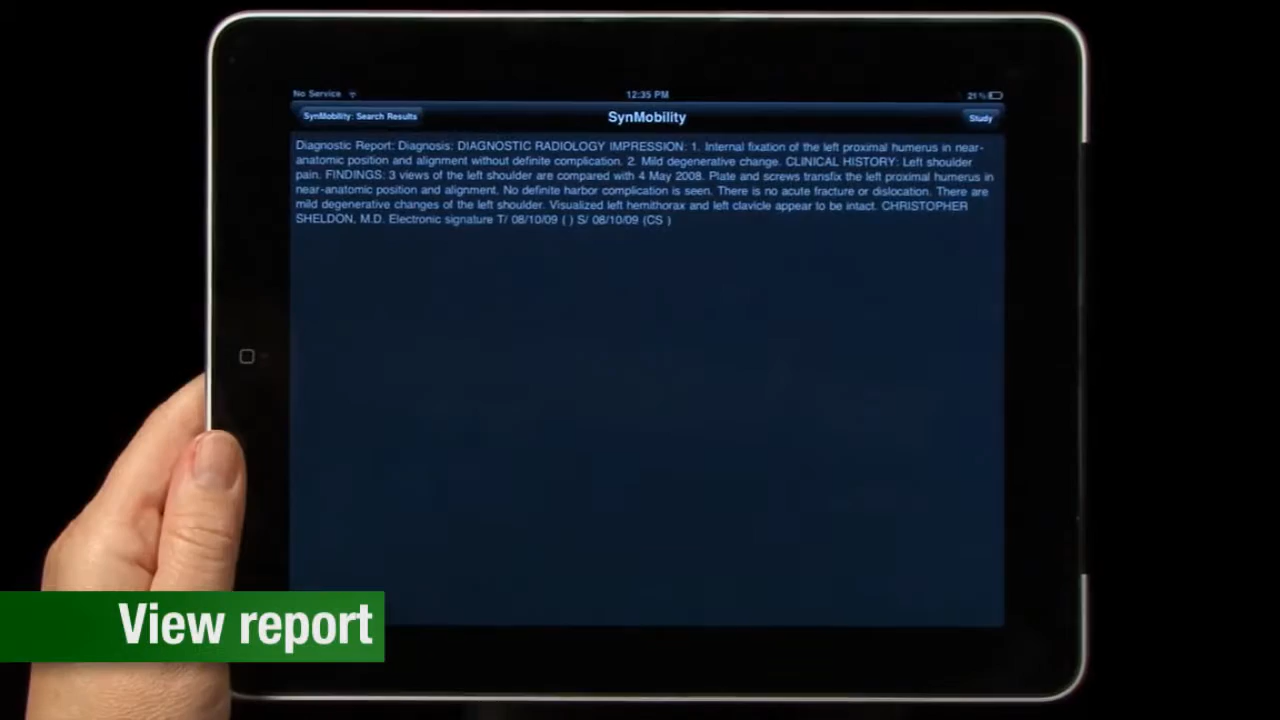 No Service 12:35 PM 21%
SynMobility: Search Results SynMobility Study
Diagnostic Report: Diagnosis: DIAGNOSTIC RADIOLOGY IMPRESSION: 1. Internal fixation of the left proximal humerus in near-
anatomic position and alignment without definite complication. 2. Mild degenerative change. CLINICAL HISTORY: Left shoulder
pain. FINDINGS: 3 views of the left shoulder are compared with 4 May 2008. Plate and screws transfix the left proximal humerus in
near-anatomic position and alignment. No definite harbor complication is seen. There is no acute fracture or dislocation. There are
mild degenerative changes of the left shoulder. Visualized left hemithorax and left clavicle appear to be intact. CHRISTOPHER
SHELDON, M.D. Electronic signature T/ 08/10/09 ( ) S/ 08/10/09 (CS )
View report